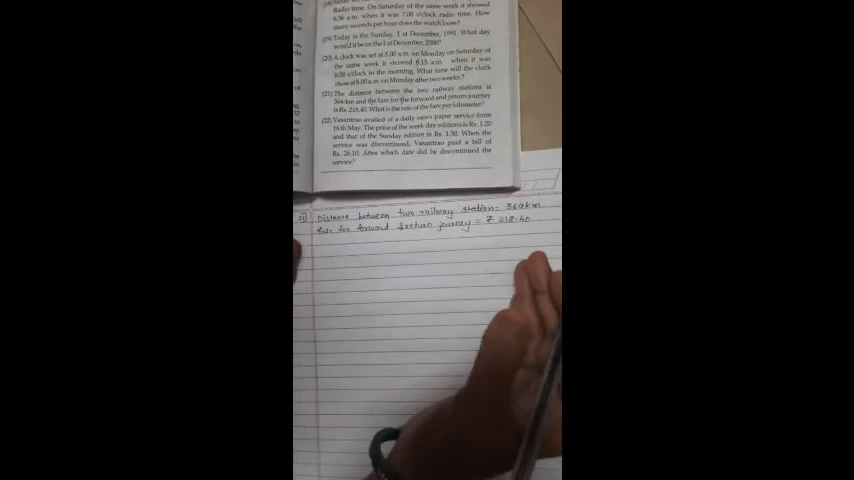 Radio time. On Saturday of the same week it showed
6.36 a.m. when it was 7.00 o'clock radio time. How
many seconds per hour does the watch loose?
(19) Today is the Sunday, 1 st December, 1991. What day
would it be on the 1 st December, 2000?
(20) A clock was set at 8.00 a.m. on Monday on Saturday of
the same week it showed 8.15 a.m. when it was
8.00 o'clock in the morning. What time will the clock
show at 8.00 a.m. on Monday after two weeks?
(21) The distance between the two railway stations is
364 km and the fare for the forward and return journey
is Rs. 218.40. What is the rate of the fare per kilometer?
(22) Vasantrao availed of a daily news paper service from
16 th May. The price of the week day editions is Rs. 1.20
and that of the Sunday edition is Rs. 1.50. When the
service was discontinued, Vasantrao paid a bill of
Rs. 26.10. After which date did he discontinued the
service?
21] Distance between two railway station = 364km
fare for forward & return journey = ₹ 218.40